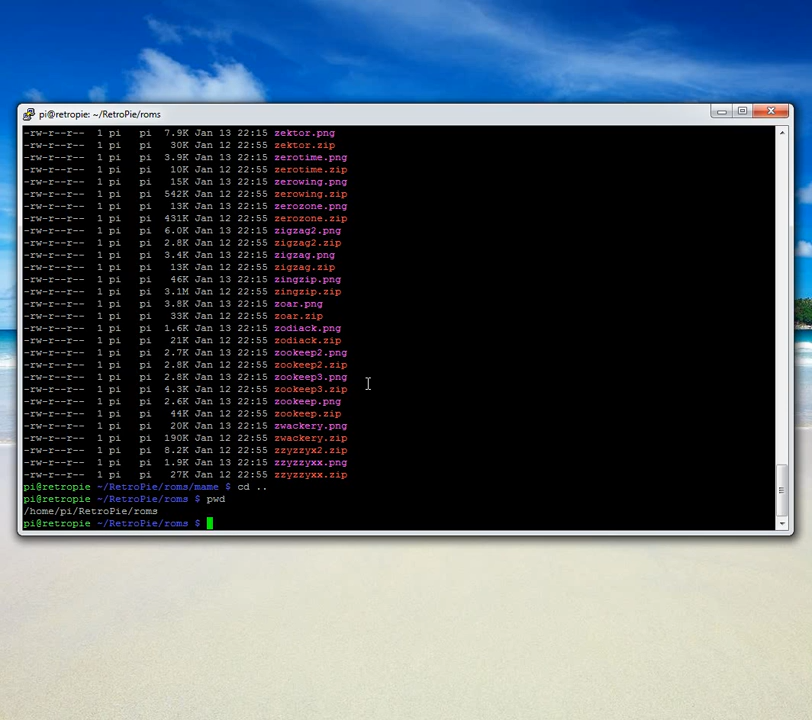 pi@retropie: ~/RetroPie/roms
-rw-r--r-- 1 pi pi 7.9K Jan 13 22:15 zektor.png
-rw-r--r-- 1 pi pi 30K Jan 12 22:55 zektor.zip
-rw-r--r-- 1 pi pi 3.9K Jan 13 22:15 zerotime.png
-rw-r--r-- 1 pi pi 10K Jan 12 22:55 zerotime.zip
-rw-r--r-- 1 pi pi 15K Jan 13 22:15 zerowing.png
-rw-r--r-- 1 pi pi 542K Jan 12 22:55 zerowing.zip
-rw-r--r-- 1 pi pi 13K Jan 13 22:15 zerozone.png
-rw-r--r-- 1 pi pi 431K Jan 12 22:55 zerozone.zip
-rw-r--r-- 1 pi pi 6.0K Jan 13 22:15 zigzag2.png
-rw-r--r-- 1 pi pi 2.8K Jan 12 22:55 zigzag2.zip
-rw-r--r-- 1 pi pi 3.4K Jan 13 22:15 zigzag.png
-rw-r--r-- 1 pi pi 13K Jan 12 22:55 zigzag.zip
-rw-r--r-- 1 pi pi 46K Jan 13 22:15 zingzip.png
-rw-r--r-- 1 pi pi 3.1M Jan 12 22:55 zingzip.zip
-rw-r--r-- 1 pi pi 3.8K Jan 13 22:15 zoar.png
-rw-r--r-- 1 pi pi 33K Jan 12 22:55 zoar.zip
-rw-r--r-- 1 pi pi 1.6K Jan 13 22:15 zodiack.png
-rw-r--r-- 1 pi pi 21K Jan 12 22:55 zodiack.zip
-rw-r--r-- 1 pi pi 2.7K Jan 13 22:15 zookeep2.png
-rw-r--r-- 1 pi pi 2.8K Jan 12 22:55 zookeep2.zip
-rw-r--r-- 1 pi pi 2.8K Jan 13 22:15 zookeep3.png
-rw-r--r-- 1 pi pi 4.3K Jan 12 22:55 zookeep3.zip
-rw-r--r-- 1 pi pi 2.6K Jan 13 22:15 zookeep.png
-rw-r--r-- 1 pi pi 44K Jan 12 22:55 zookeep.zip
-rw-r--r-- 1 pi pi 20K Jan 13 22:15 zwackery.png
-rw-r--r-- 1 pi pi 190K Jan 12 22:55 zwackery.zip
-rw-r--r-- 1 pi pi 8.2K Jan 12 22:55 zzyzzyx2.zip
-rw-r--r-- 1 pi pi 1.9K Jan 13 22:15 zzyzzyxx.png
-rw-r--r-- 1 pi pi 27K Jan 12 22:55 zzyzzyxx.zip
pi@retropie ~/RetroPie/roms/mame $ cd ..
pi@retropie ~/RetroPie/roms $ pwd
/home/pi/RetroPie/roms
pi@retropie ~/RetroPie/roms $